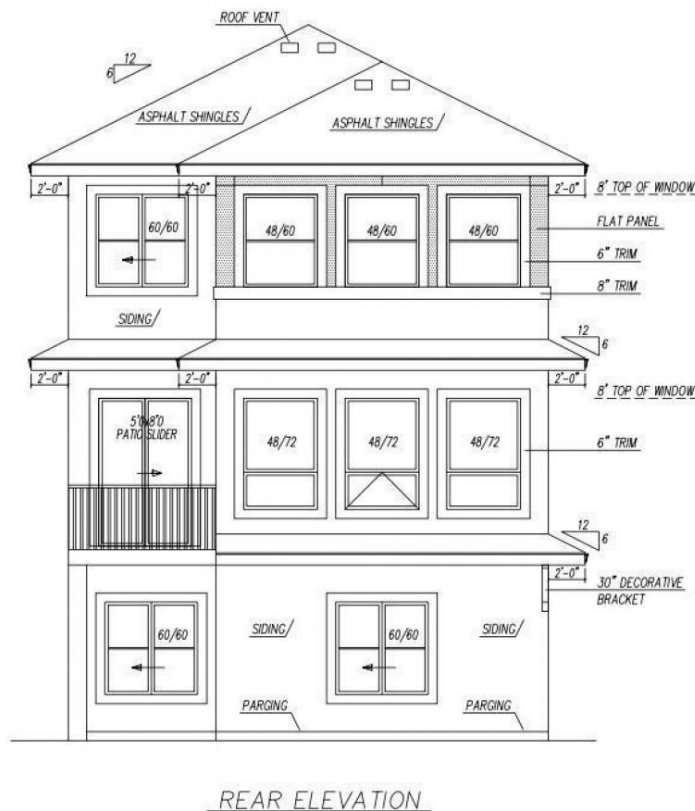 ROOF VENT
12
6
ASPHALT SHINGLES
ASPHALT SHINGLES
2'-0"
2'-0"
2'-0"
8' TOP OF WINDOW
60/60
48/60
48/60
48/60
FLAT PANEL
6" TRIM
8" TRIM
SIDING
12
6
2'-0"
2'-0"
2'-0"
8' TOP OF WINDOW
5'0x8'0
PATIO SLIDER
48/72
48/72
48/72
6" TRIM
12
6
2'-0"
30" DECORATIVE
BRACKET
60/60
SIDING
60/60
SIDING
PARGING
PARGING
REAR ELEVATION